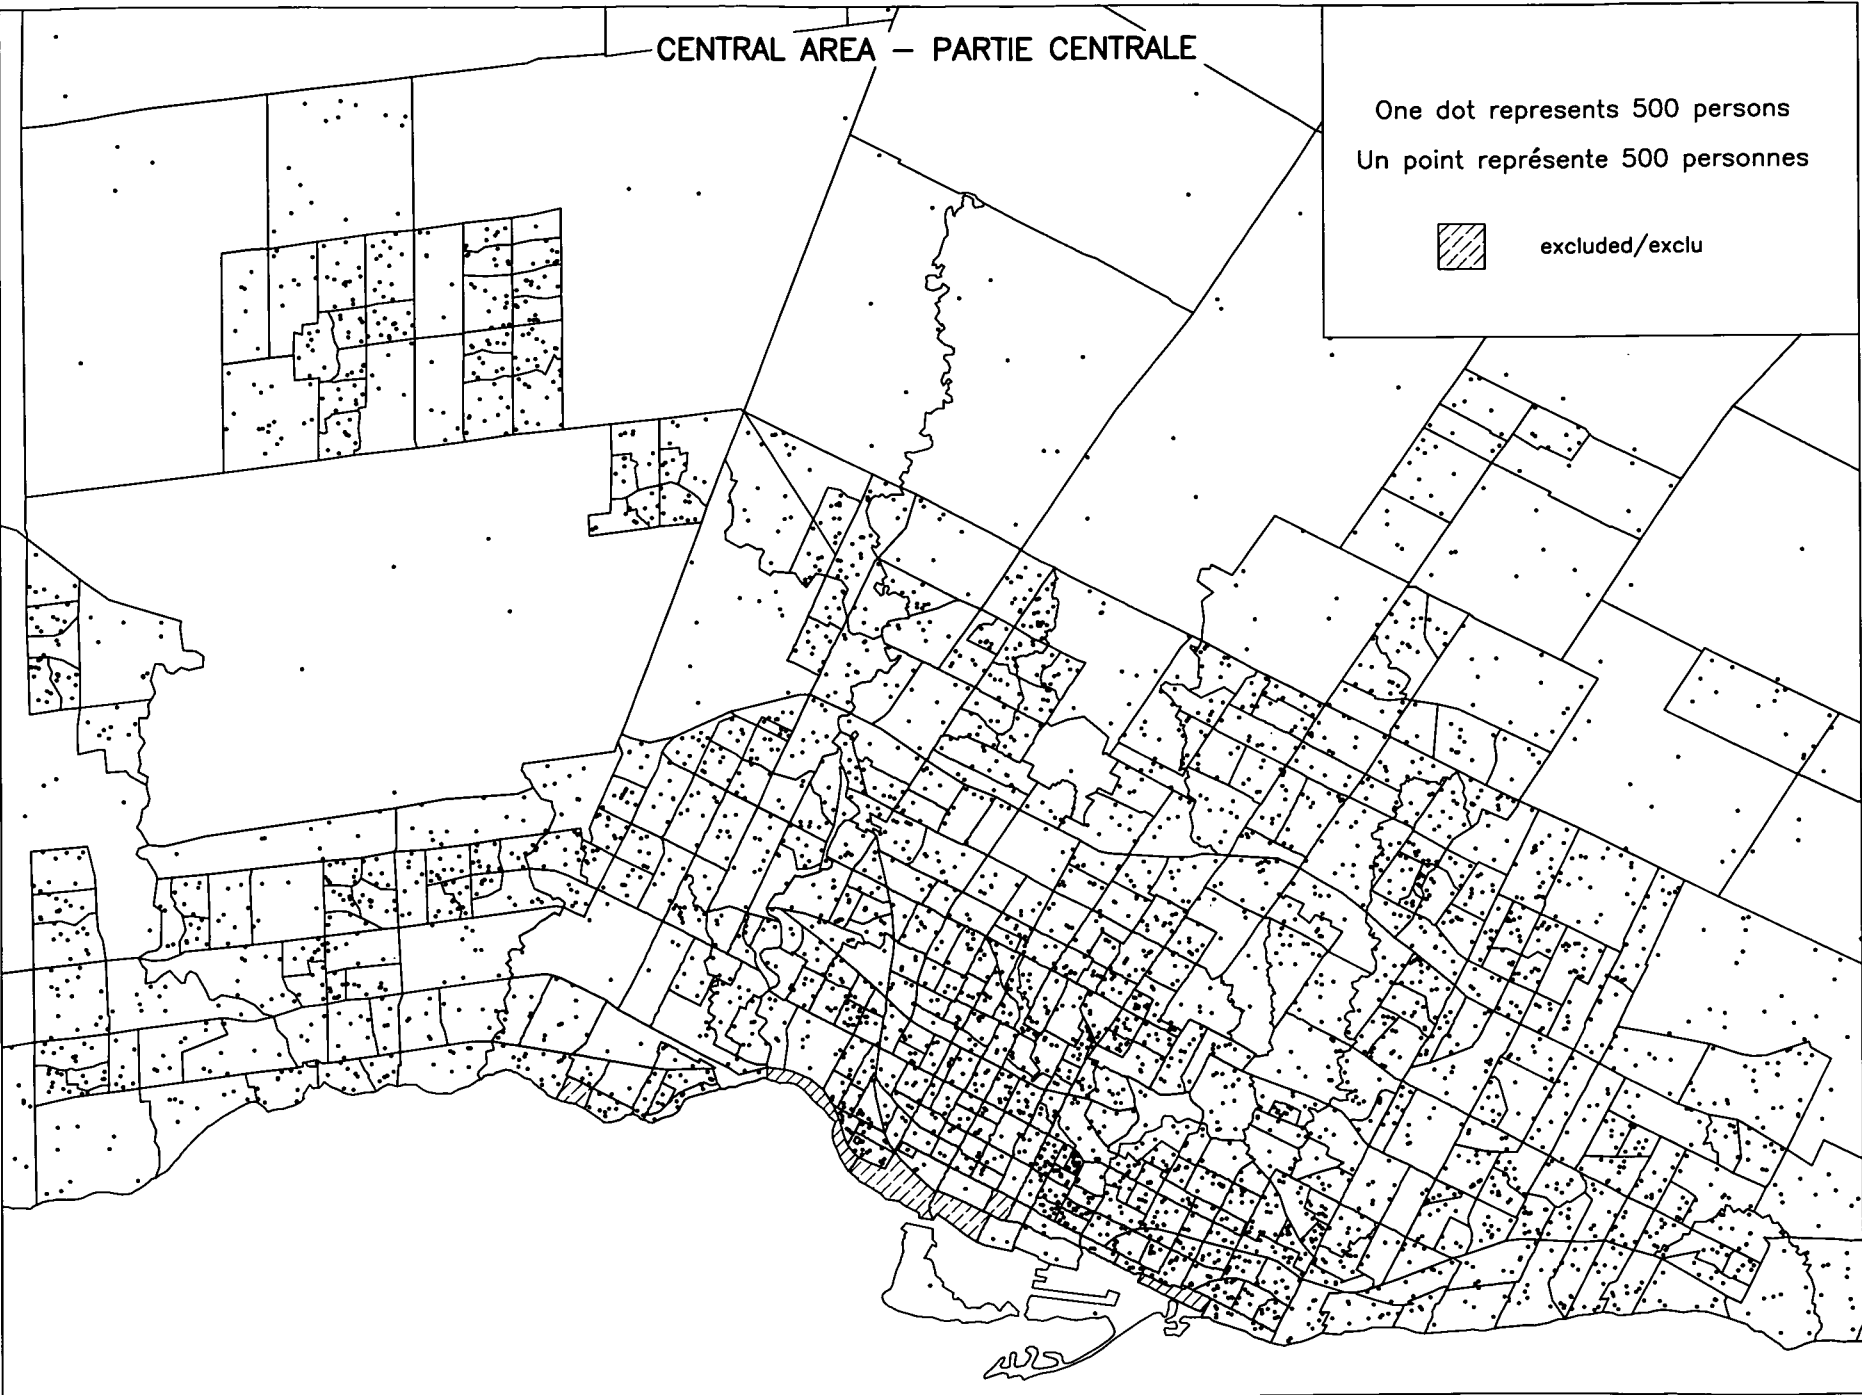 CENTRAL AREA – PARTIE CENTRALE
One dot represents 500 persons
Un point représente 500 personnes
excluded/exclu